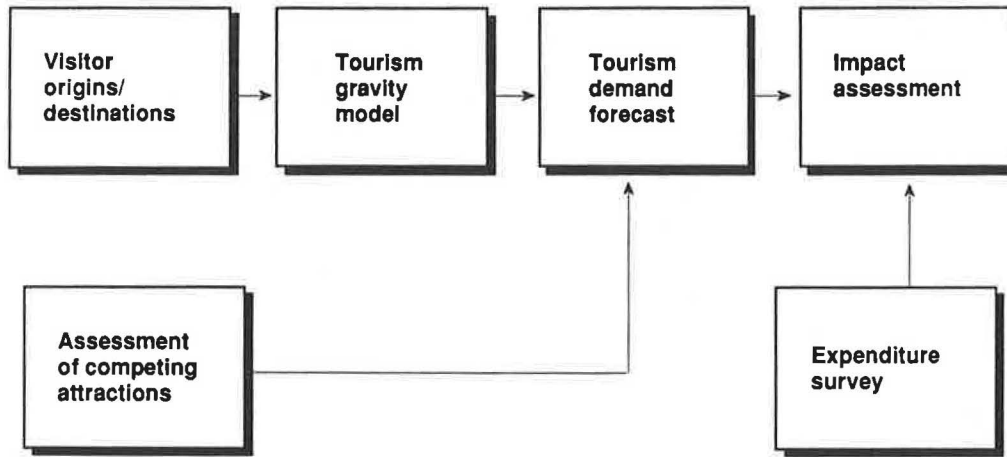 Visitor
origins/
destinations
Tourism
gravity
model
Tourism
demand
forecast
Impact
assessment
Assessment
of competing
attractions
Expenditure
survey